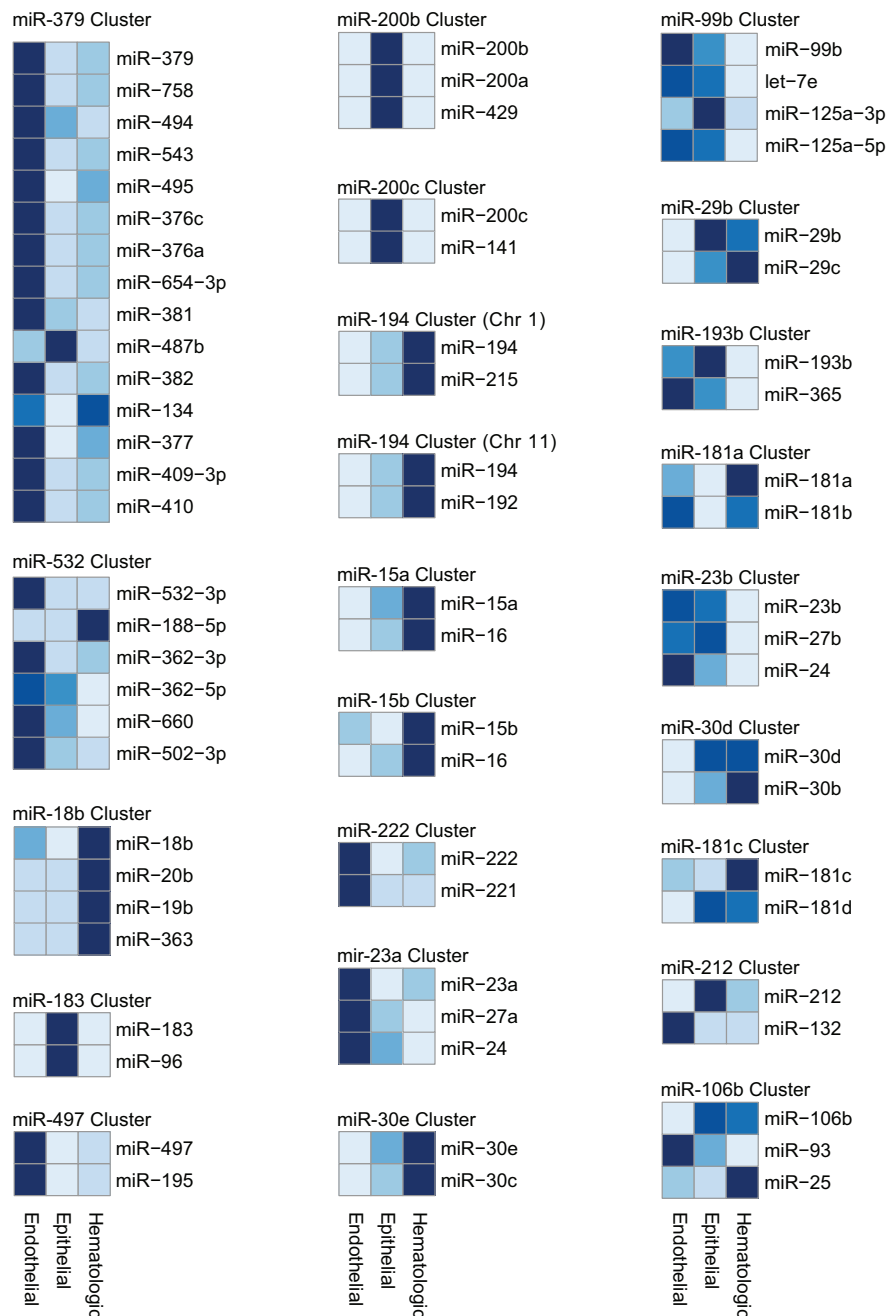 miR-379 Cluster
miR−379
miR−758
miR−494
miR−543
miR−495
miR−376c
miR−376a
miR−654−3p
miR−381
miR−487b
miR−382
miR−134
miR−377
miR−409−3p
miR−410
miR-532 Cluster
miR−532−3p
miR−188−5p
miR−362−3p
miR−362−5p
miR−660
miR−502−3p
miR-18b Cluster
miR−18b
miR−20b
miR−19b
miR−363
miR-183 Cluster
miR−183
miR−96
miR-497 Cluster
miR−497
miR−195
Endothelial
Epithelial
Hematologic
miR-200b Cluster
miR−200b
miR−200a
miR−429
miR-200c Cluster
miR−200c
miR−141
miR-194 Cluster (Chr 1)
miR−194
miR−215
miR-194 Cluster (Chr 11)
miR−194
miR−192
miR-15a Cluster
miR−15a
miR−16
miR-15b Cluster
miR−15b
miR−16
miR-222 Cluster
miR−222
miR−221
mir-23a Cluster
miR−23a
miR−27a
miR−24
miR-30e Cluster
miR−30e
miR−30c
Endothelial
Epithelial
Hematologic
miR-99b Cluster
miR−99b
let−7e
miR−125a−3p
miR−125a−5p
miR-29b Cluster
miR−29b
miR−29c
miR-193b Cluster
miR−193b
miR−365
miR-181a Cluster
miR−181a
miR−181b
miR-23b Cluster
miR−23b
miR−27b
miR−24
miR-30d Cluster
miR−30d
miR−30b
miR-181c Cluster
miR−181c
miR−181d
miR-212 Cluster
miR−212
miR−132
miR-106b Cluster
miR−106b
miR−93
miR−25
Endothelial
Epithelial
Hematologic